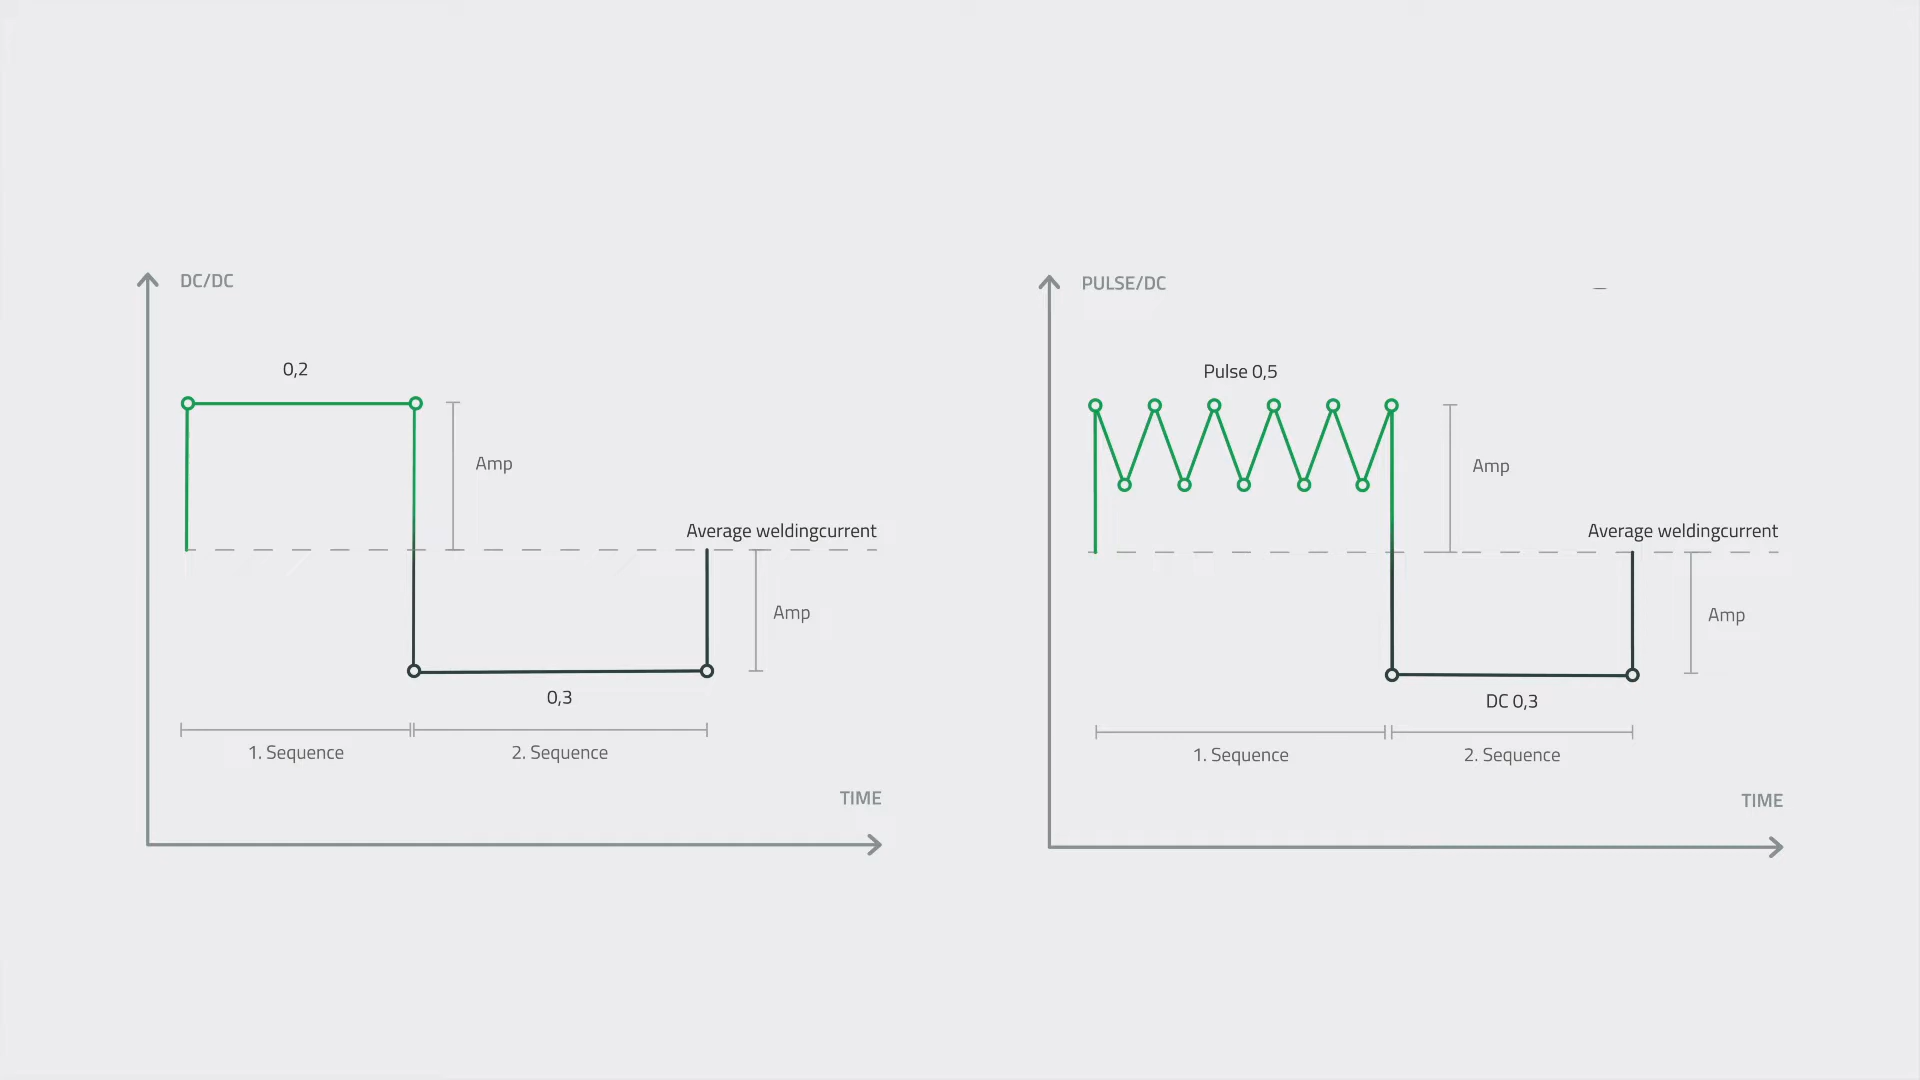 DC/DC
0,2
Amp
Average weldingcurrent
Amp
0,3
1. Sequence
2. Sequence
TIME
PULSE/DC
Pulse 0,5
Amp
Average weldingcurrent
Amp
DC 0,3
1. Sequence
2. Sequence
TIME